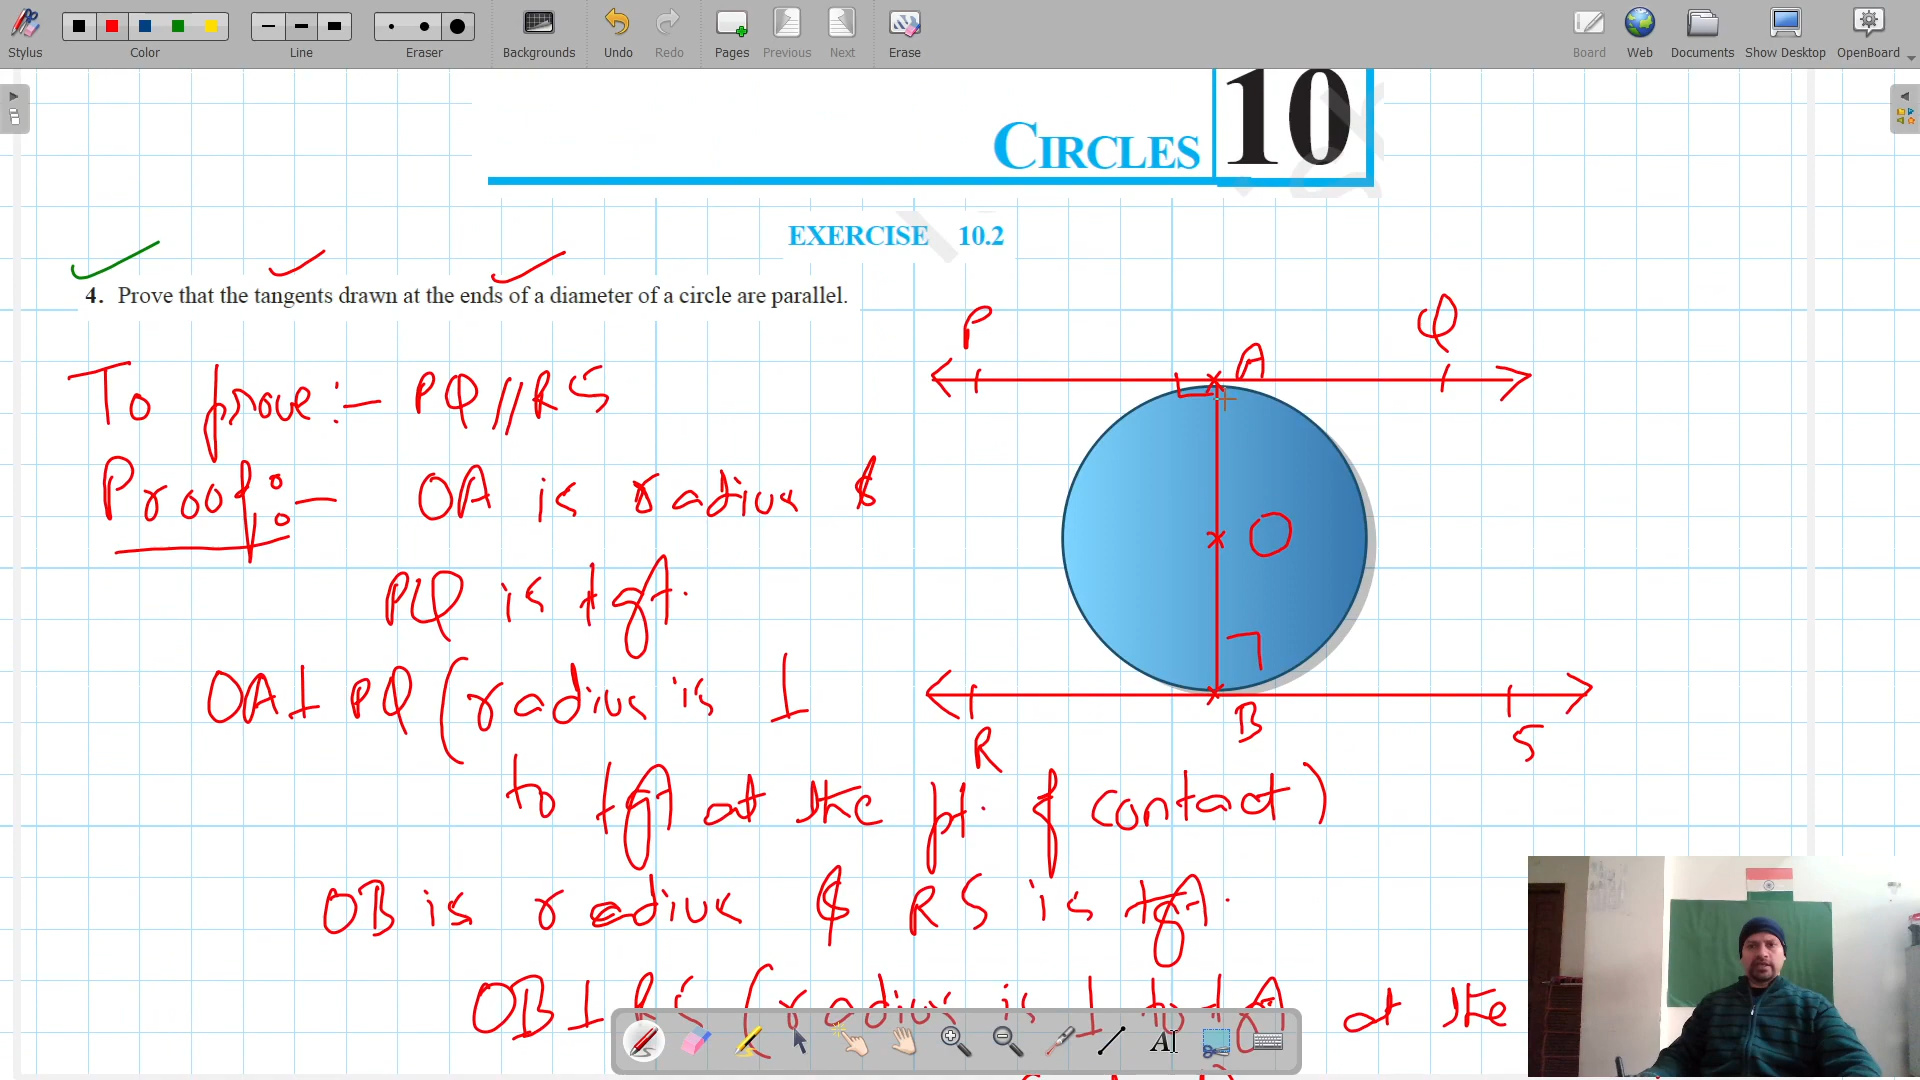 Stylus Color Line Eraser Backgrounds Undo Redo Pages Previous Next Erase Board Web Documents Show Desktop OpenBoard
CIRCLES 10
EXERCISE 10.2
4. Prove that the tangents drawn at the ends of a diameter of a circle are parallel.
P Q
A
To prove :- PQ // RS
Proof :- OA is radius &
O
PQ is tgt.
OA ⊥ PQ (radius is ⊥
B
R S
to tgt at the pt. of contact)
OB is radius & RS is tgt.
OB ⊥ RS (radius is ⊥ to tgt at the